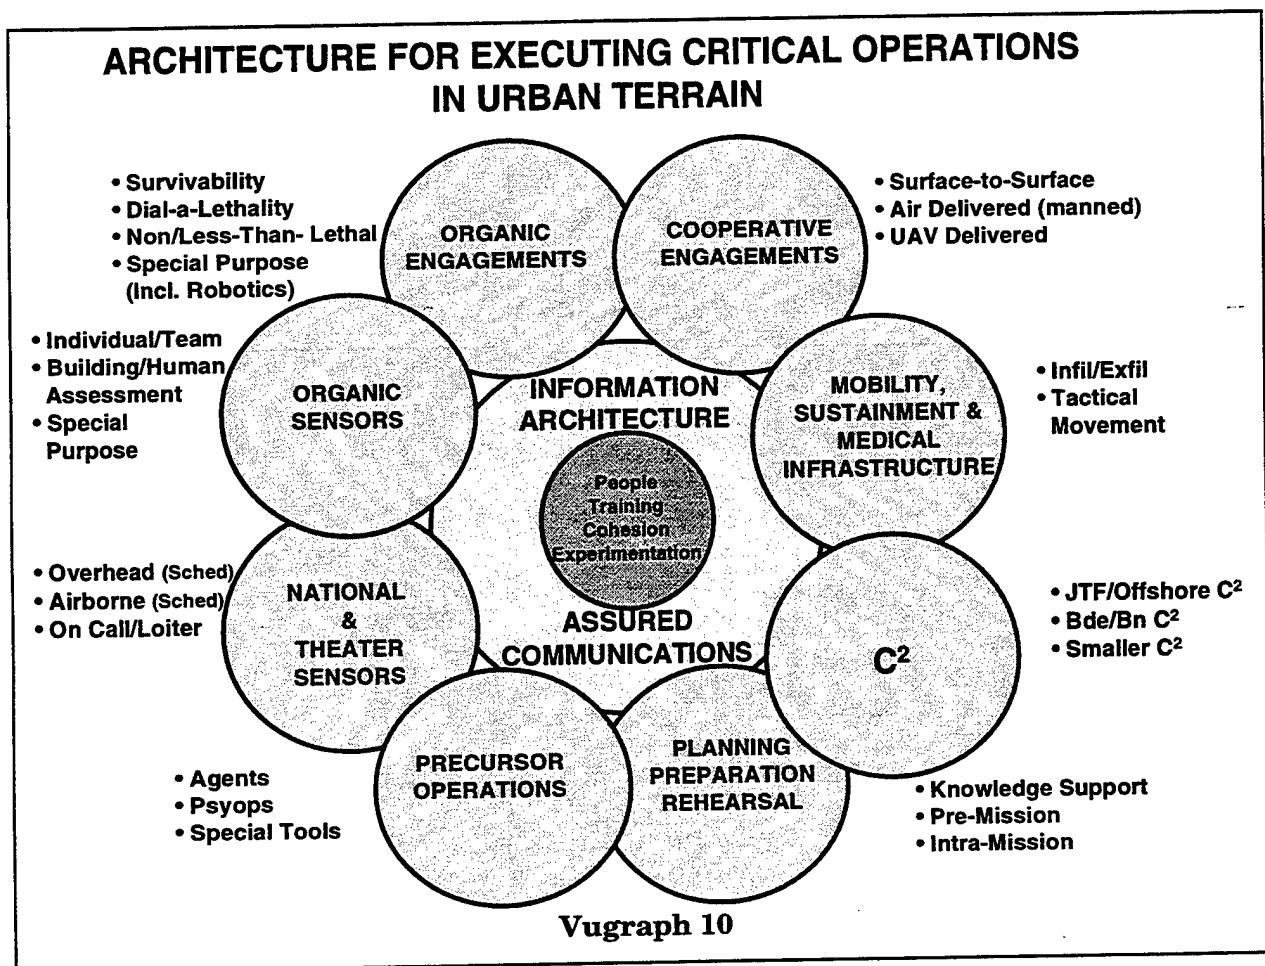 ARCHITECTURE FOR EXECUTING CRITICAL OPERATIONS
IN URBAN TERRAIN
• Survivability
• Dial-a-Lethality
• Non/Less-Than- Lethal
• Special Purpose
(Incl. Robotics)
ORGANIC
ENGAGEMENTS
COOPERATIVE
ENGAGEMENTS
• Surface-to-Surface
• Air Delivered (manned)
• UAV Delivered
• Individual/Team
• Building/Human
Assessment
• Special
Purpose
ORGANIC
SENSORS
INFORMATION
ARCHITECTURE
MOBILITY,
SUSTAINMENT &
MEDICAL
INFRASTRUCTURE
• Infil/Exfil
• Tactical
Movement
People
Training
Cohesion
Experimentation
• Overhead (Sched)
• Airborne (Sched)
• On Call/Loiter
NATIONAL
&
THEATER
SENSORS
ASSURED
COMMUNICATIONS
C²
• JTF/Offshore C²
• Bde/Bn C²
• Smaller C²
• Agents
• Psyops
• Special Tools
PRECURSOR
OPERATIONS
PLANNING
PREPARATION
REHEARSAL
• Knowledge Support
• Pre-Mission
• Intra-Mission
Vugraph 10